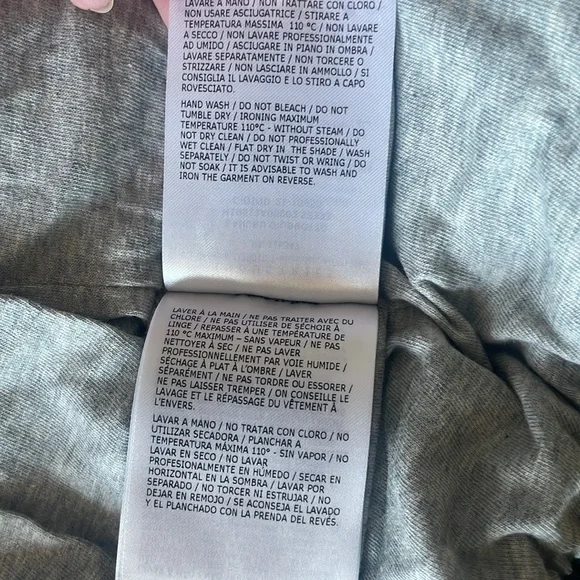 LAVARE A MANO / NON TRATTARE CON CLORO /
NON USARE ASCIUGATRICE / STIRARE A
TEMPERATURA MASSIMA 110 °C / NON LAVARE
A SECCO / NON LAVARE PROFESSIONALMENTE
AD UMIDO / ASCIUGARE IN PIANO IN OMBRA /
LAVARE SEPARATAMENTE / NON TORCERE O
STRIZZARE / NON LASCIARE IN AMMOLLO / SI
CONSIGLIA IL LAVAGGIO E LO STIRO A CAPO
ROVESCIATO.
HAND WASH / DO NOT BLEACH / DO NOT
TUMBLE DRY / IRONING MAXIMUM
TEMPERATURE 110°C - WITHOUT STEAM / DO
NOT DRY CLEAN / DO NOT PROFESSIONALLY
WET CLEAN / FLAT DRY IN THE SHADE / WASH
SEPARATELY / DO NOT TWIST OR WRING / DO
NOT SOAK / IT IS ADVISABLE TO WASH AND
IRON THE GARMENT ON REVERSE.
LAVER À LA MAIN / NE PAS TRAITER AVEC DU
CHLORE / NE PAS UTILISER DE SÉCHOIR À
LINGE / REPASSER À UNE TEMPÉRATURE DE
110 °C MAXIMUM – SANS VAPEUR / NE PAS
NETTOYER À SEC / NE PAS LAVER
PROFESSIONNELLEMENT PAR VOIE HUMIDE /
SÉCHAGE À PLAT À L'OMBRE / LAVER
SÉPARÉMENT / NE PAS TORDRE OU ESSORER /
NE PAS LAISSER TREMPER / ON CONSEILLE LE
LAVAGE ET LE RÉPASSAGE DU VÊTEMENT À
L'ENVERS.
LAVAR A MANO / NO TRATAR CON CLORO / NO
UTILIZAR SECADORA / PLANCHAR A
TEMPERATURA MÁXIMA 110° - SIN VAPOR / NO
LAVAR EN SECO / NO LAVAR
PROFESIONALMENTE EN HÚMEDO / SECAR EN
HORIZONTAL EN LA SOMBRA / LAVAR POR
SEPARADO / NO TORCER NI ESTRUJAR / NO
DEJAR EN REMOJO / SE ACONSEJA EL LAVADO
Y EL PLANCHADO CON LA PRENDA DEL REVÉS.